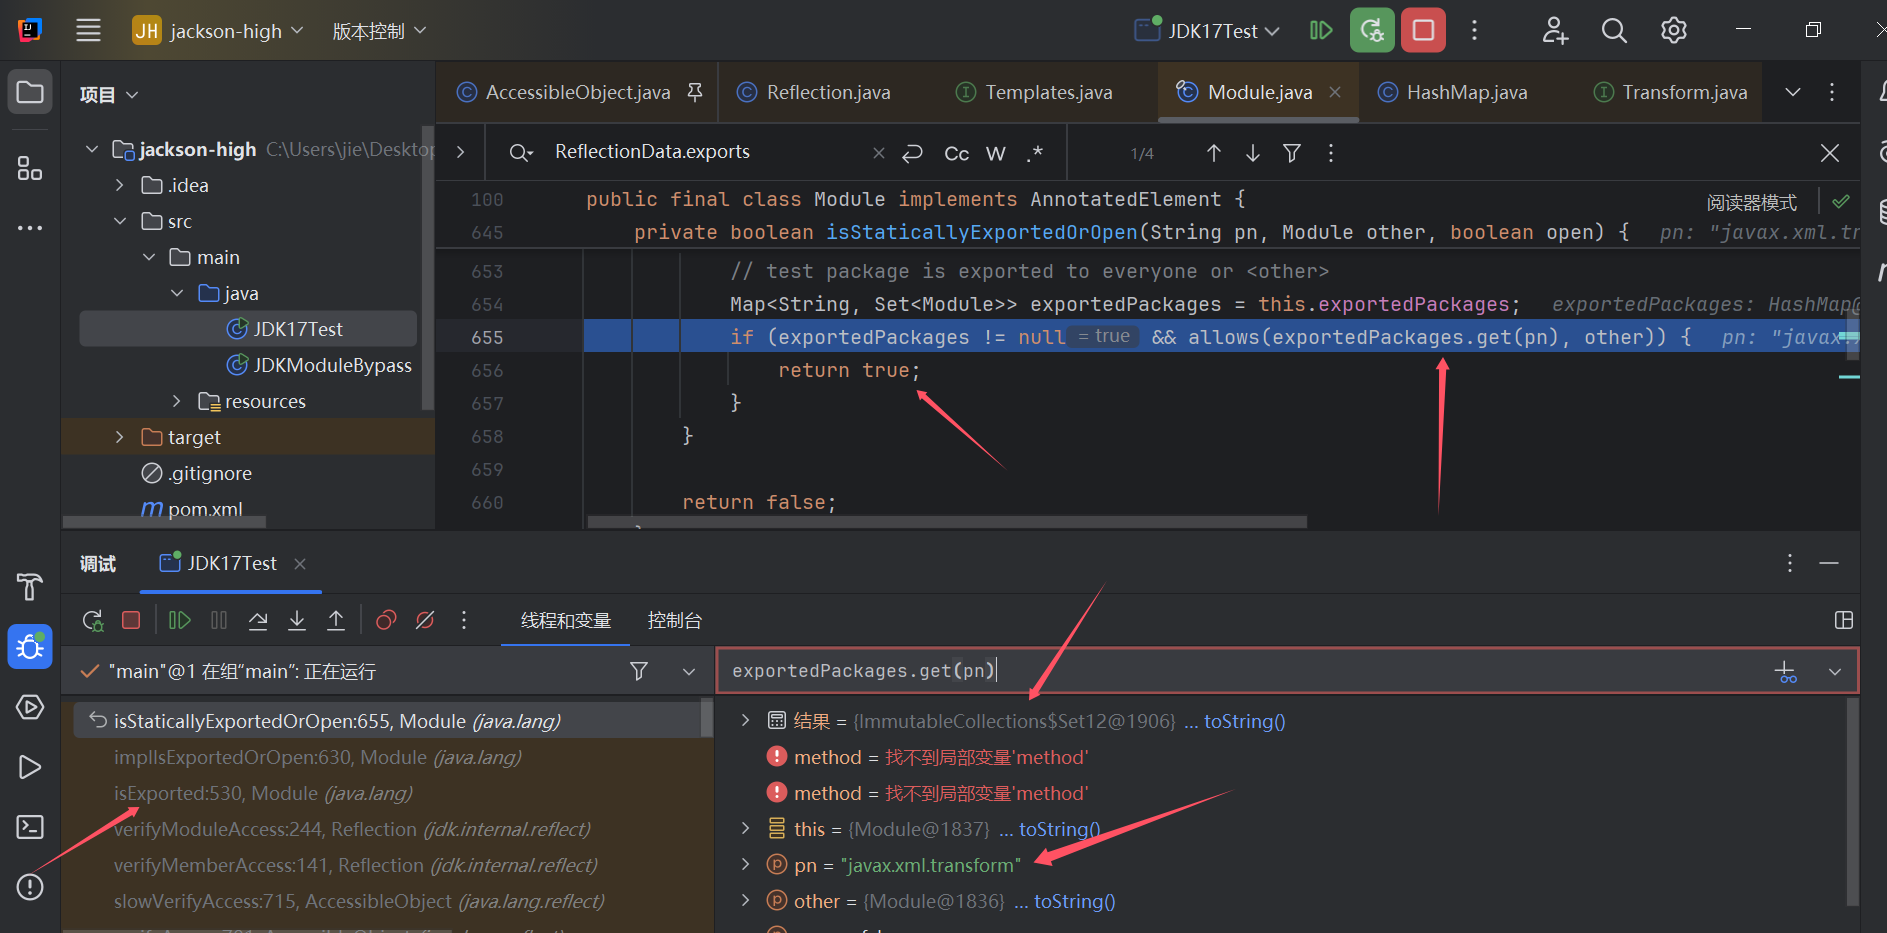 JH jackson-high 版本控制 JDK17Test
项目
AccessibleObject.java Reflection.java Templates.java Module.java HashMap.java Transform.java
ReflectionData.exports Cc W .* 1/4
jackson-high C:\Users\jie\Desktop
.idea
src
main
java
JDK17Test
JDKModuleBypass
resources
target
.gitignore
pom.xml
阅读器模式
100 public final class Module implements AnnotatedElement {
645 private boolean isStaticallyExportedOrOpen(String pn, Module other, boolean open) { pn: "javax.xml.tr
653 // test package is exported to everyone or <other>
654 Map<String, Set<Module>> exportedPackages = this.exportedPackages; exportedPackages: HashMap@
655 if (exportedPackages != null = true && allows(exportedPackages.get(pn), other)) { pn: "javax.
656 return true;
657 }
658 }
659
660 return false;
调试 JDK17Test
线程和变量 控制台
"main"@1 在组“main”: 正在运行
isStaticallyExportedOrOpen:655, Module (java.lang)
implIsExportedOrOpen:630, Module (java.lang)
isExported:530, Module (java.lang)
verifyModuleAccess:244, Reflection (jdk.internal.reflect)
verifyMemberAccess:141, Reflection (jdk.internal.reflect)
slowVerifyAccess:715, AccessibleObject (java.lang.reflect)
exportedPackages.get(pn)
结果 = {ImmutableCollections$Set12@1906} ... toString()
method = 找不到局部变量'method'
method = 找不到局部变量'method'
this = {Module@1837} ... toString()
pn = "javax.xml.transform"
other = {Module@1836} ... toString()